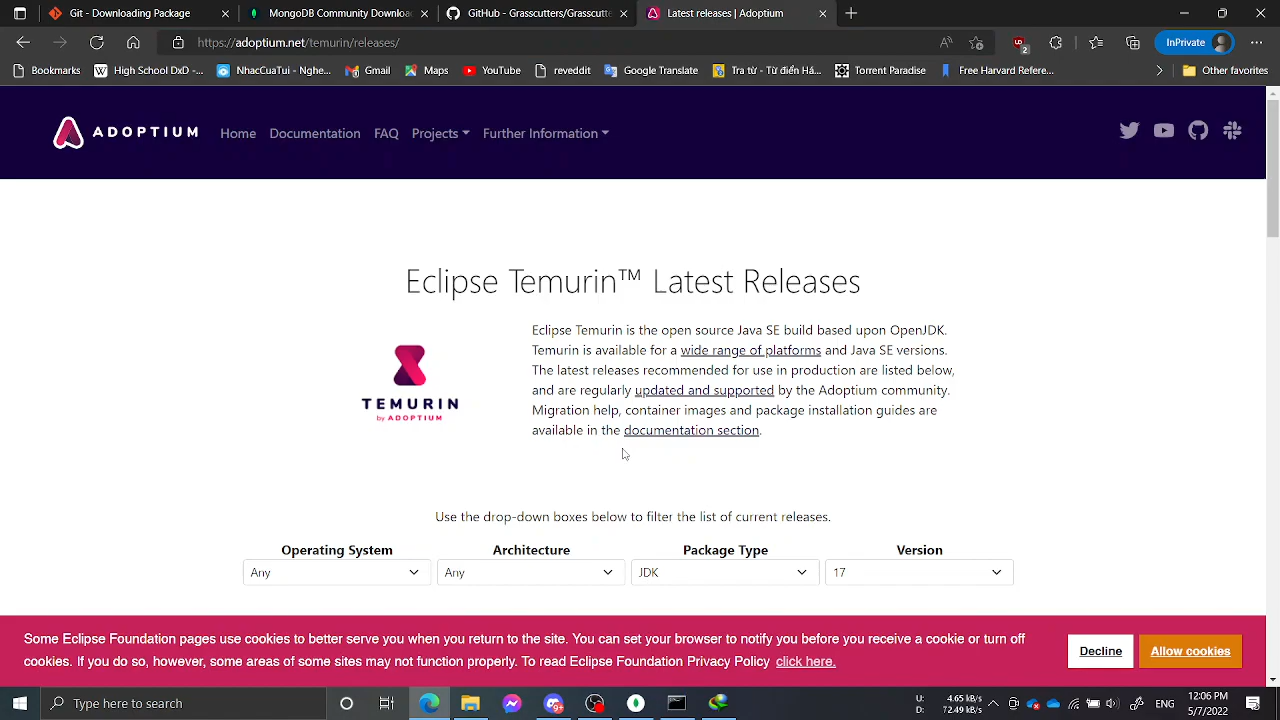 Git - Downloading Package
MongoDB Community Downloa
GitHub - Grasscutters/Grasscutte
Latest releases | Adoptium
https://adoptium.net/temurin/releases/
InPrivate
2
Bookmarks
High School DxD -...
NhacCuaTui - Nghe...
Gmail
Maps
YouTube
reveddit
Google Translate
Tra từ - Từ điển Há...
Torrent Paradise
Free Harvard Refere...
Other favorites
ADOPTIUM
Home
Documentation
FAQ
Projects
Further Information
Eclipse Temurin™ Latest Releases
TEMURIN
by ADOPTIUM
Eclipse Temurin is the open source Java SE build based upon OpenJDK.
Temurin is available for a wide range of platforms and Java SE versions.
The latest releases recommended for use in production are listed below,
and are regularly updated and supported by the Adoptium community.
Migration help, container images and package installation guides are
available in the documentation section.
Use the drop-down boxes below to filter the list of current releases.
Operating System
Architecture
Package Type
Version
Any
Any
JDK
17
Some Eclipse Foundation pages use cookies to better serve you when you return to the site. You can set your browser to notify you before you receive a cookie or turn off
cookies. If you do so, however, some areas of some sites may not function properly. To read Eclipse Foundation Privacy Policy click here.
Decline
Allow cookies
Type here to search
U: 4.65 kB/s
D: 72.49 kB/s
ENG
12:06 PM
5/7/2022